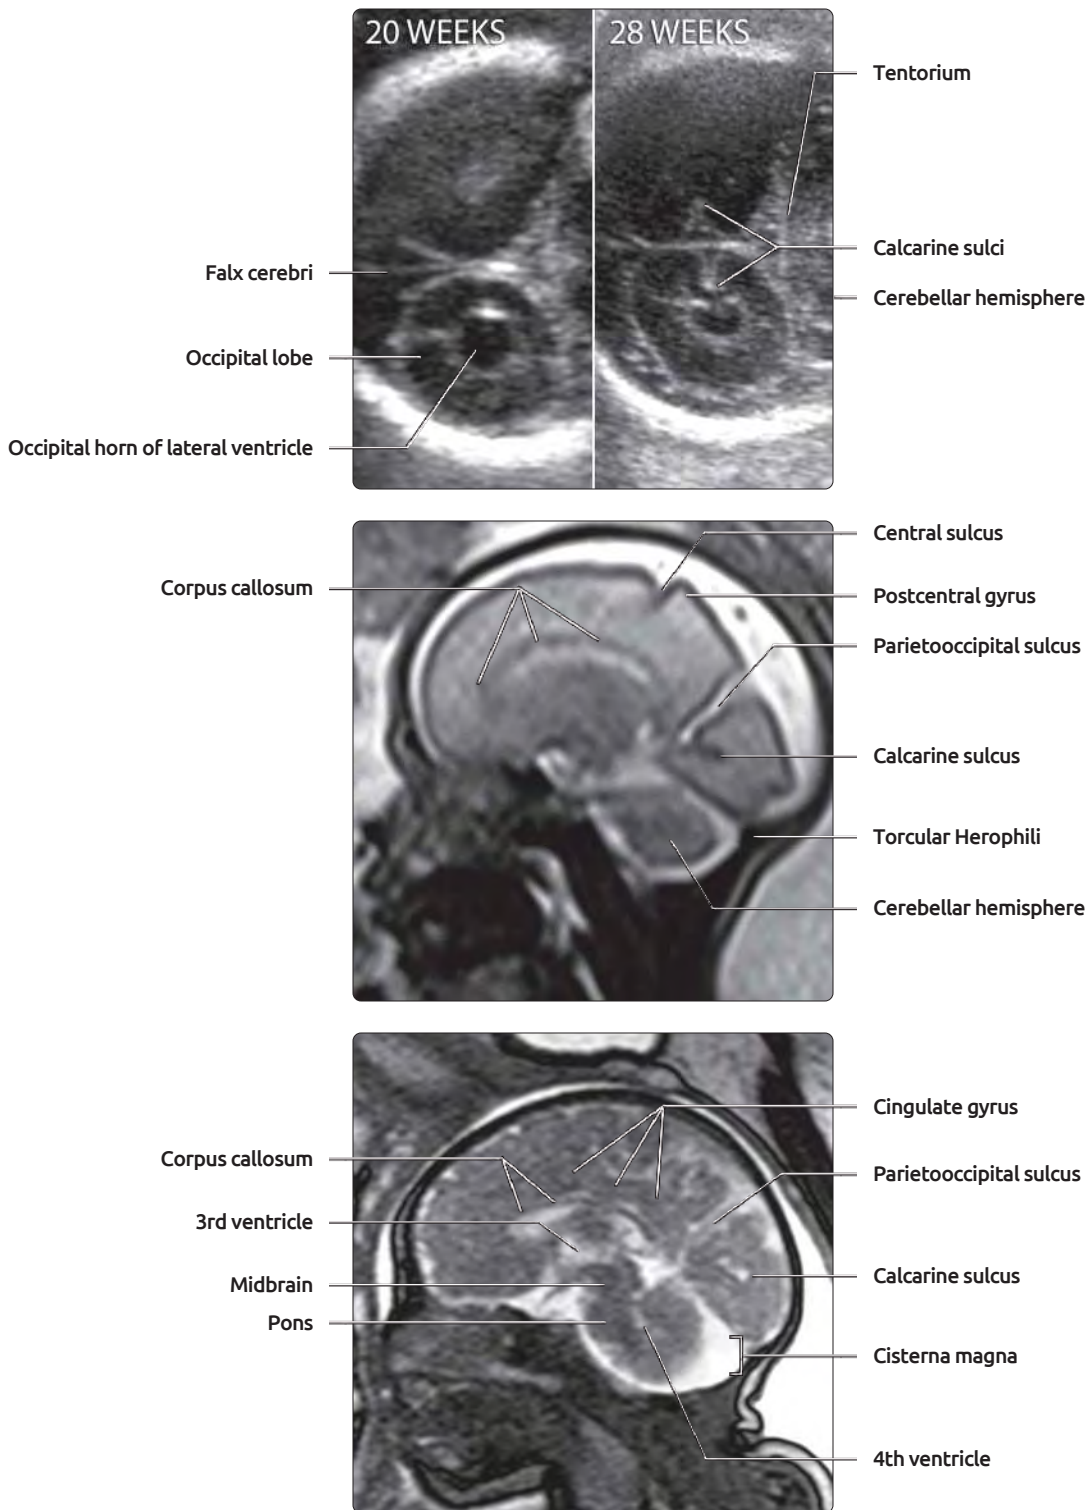 20 WEEKS
28 WEEKS
Tentorium
Calcarine sulci
Falx cerebri
Cerebellar hemisphere
Occipital lobe
Occipital horn of lateral ventricle
Central sulcus
Corpus callosum
Postcentral gyrus
Parietooccipital sulcus
Calcarine sulcus
Torcular Herophili
Cerebellar hemisphere
Cingulate gyrus
Corpus callosum
Parietooccipital sulcus
3rd ventricle
Calcarine sulcus
Midbrain
Pons
Cisterna magna
4th ventricle